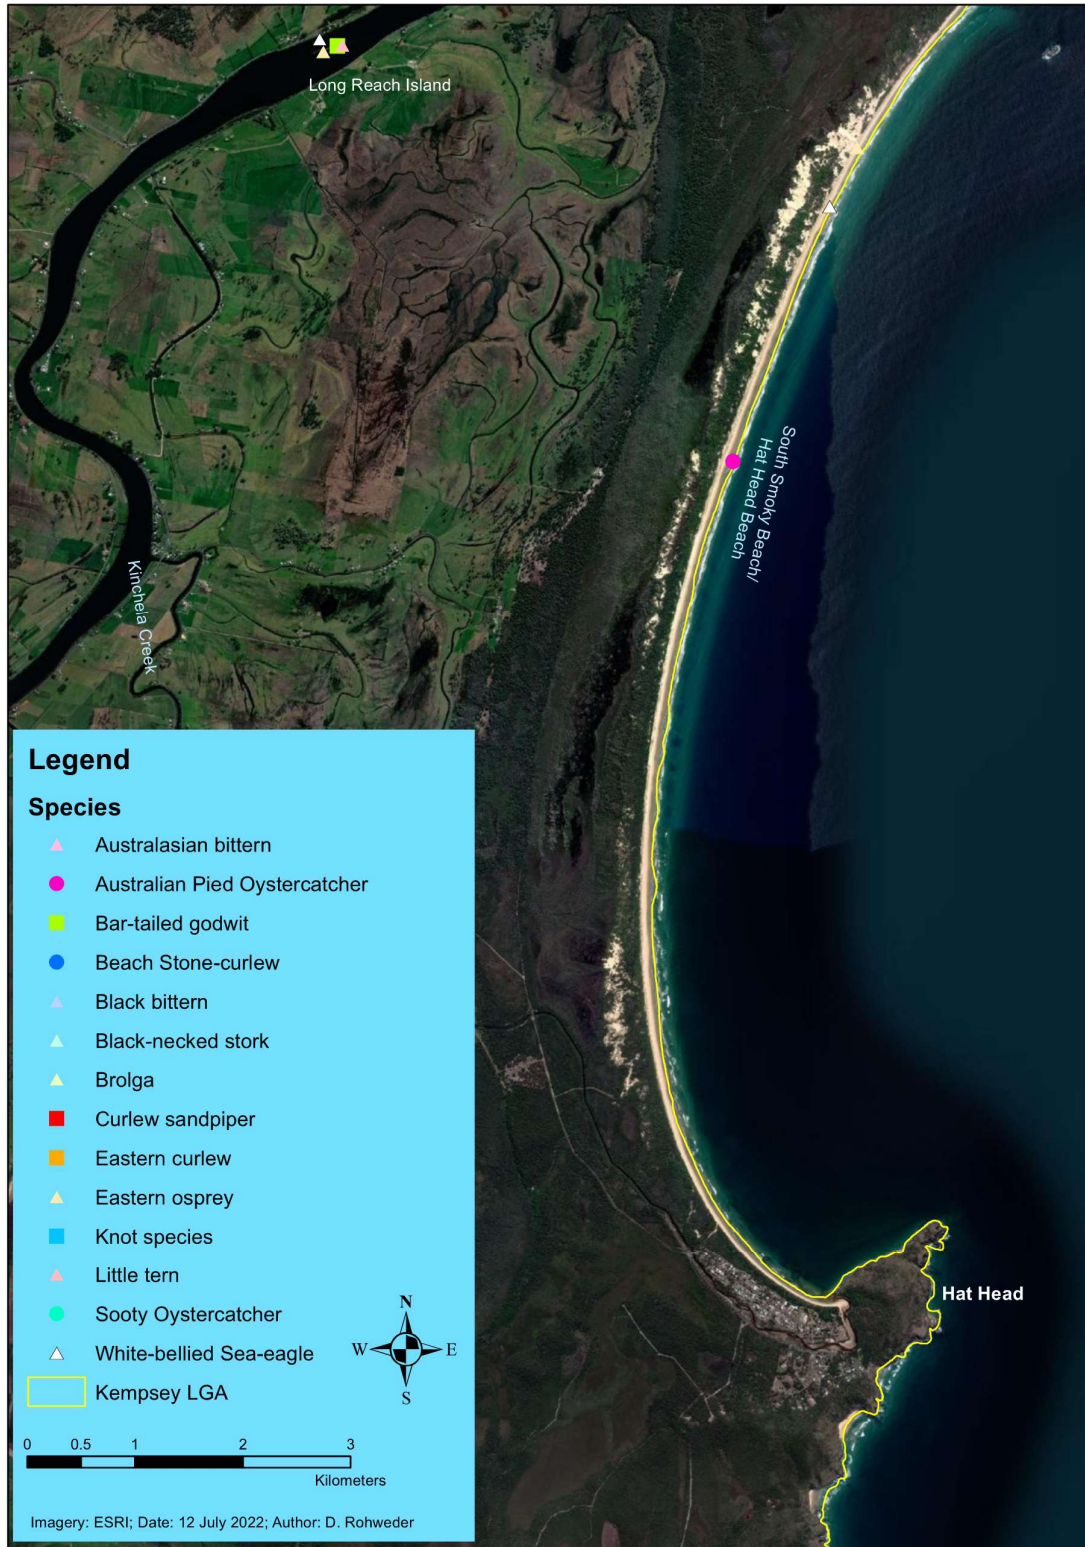 Long Reach Island
South Smoky Beach/
Hat Head Beach
Kinchela Creek
Legend
Species
Australasian bittern
Australian Pied Oystercatcher
Bar-tailed godwit
Beach Stone-curlew
Black bittern
Black-necked stork
Brolga
Curlew sandpiper
Eastern curlew
Eastern osprey
Knot species
Little tern
Sooty Oystercatcher
White-bellied Sea-eagle
Kempsey LGA
N
W E
S
0 0.5 1 2 3
Kilometers
Imagery: ESRI; Date: 12 July 2022; Author: D. Rohweder
Hat Head